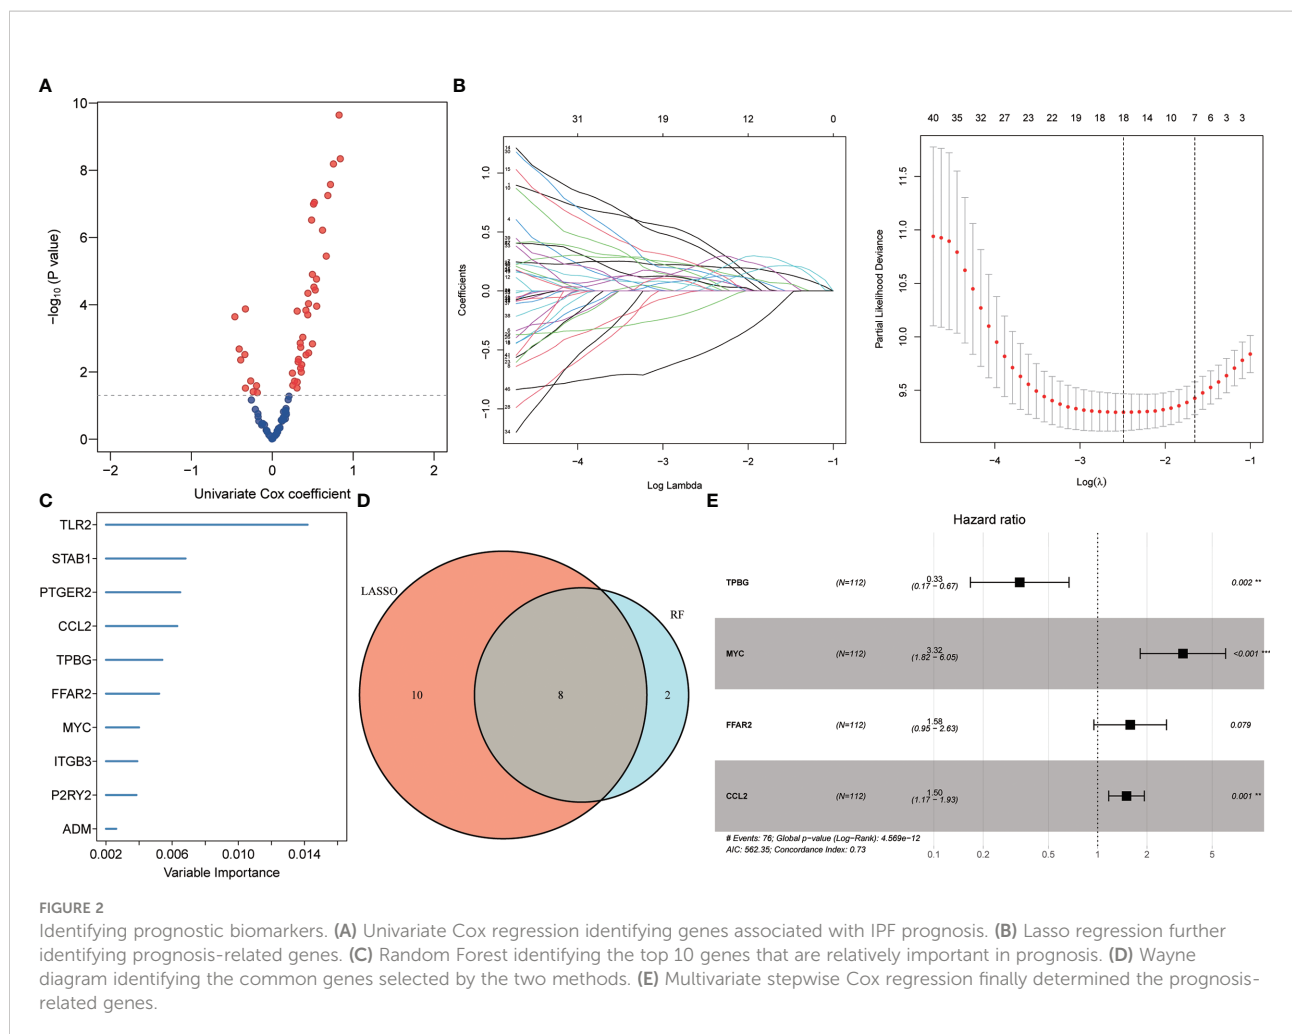 A
10
8
6
4
2
0
−log10 (P value)
−2
−1
0
1
2
Univariate Cox coefficient
B
31
19
12
0
1.0
0.5
0.0
−0.5
−1.0
Coefficients
15
4
12
38
8
46
28
34
−4
−3
−2
−1
Log Lambda
40 35 32 27 23 22 19 18 18 14 10 7 6 3 3
11.5
11.0
10.5
10.0
9.5
Partial Likelihood Deviance
−4
−3
−2
−1
Log(λ)
C
TLR2
STAB1
PTGER2
CCL2
TPBG
FFAR2
MYC
ITGB3
P2RY2
ADM
0.002 0.006 0.010 0.014
Variable Importance
D
LASSO
RF
10
8
2
E
Hazard ratio
TPBG (N=112) 0.33 (0.17 − 0.67) 0.002 **
MYC (N=112) 3.32 (1.82 − 6.05) <0.001 ***
FFAR2 (N=112) 1.58 (0.95 − 2.63) 0.079
CCL2 (N=112) 1.50 (1.17 − 1.93) 0.001 **
# Events: 76; Global p−value (Log−Rank): 4.569e−12
AIC: 562.35; Concordance Index: 0.73
0.1 0.2 0.5 1 2 5
FIGURE 2
Identifying prognostic biomarkers. (A) Univariate Cox regression identifying genes associated with IPF prognosis. (B) Lasso regression further
identifying prognosis-related genes. (C) Random Forest identifying the top 10 genes that are relatively important in prognosis. (D) Wayne
diagram identifying the common genes selected by the two methods. (E) Multivariate stepwise Cox regression finally determined the prognosis-
related genes.